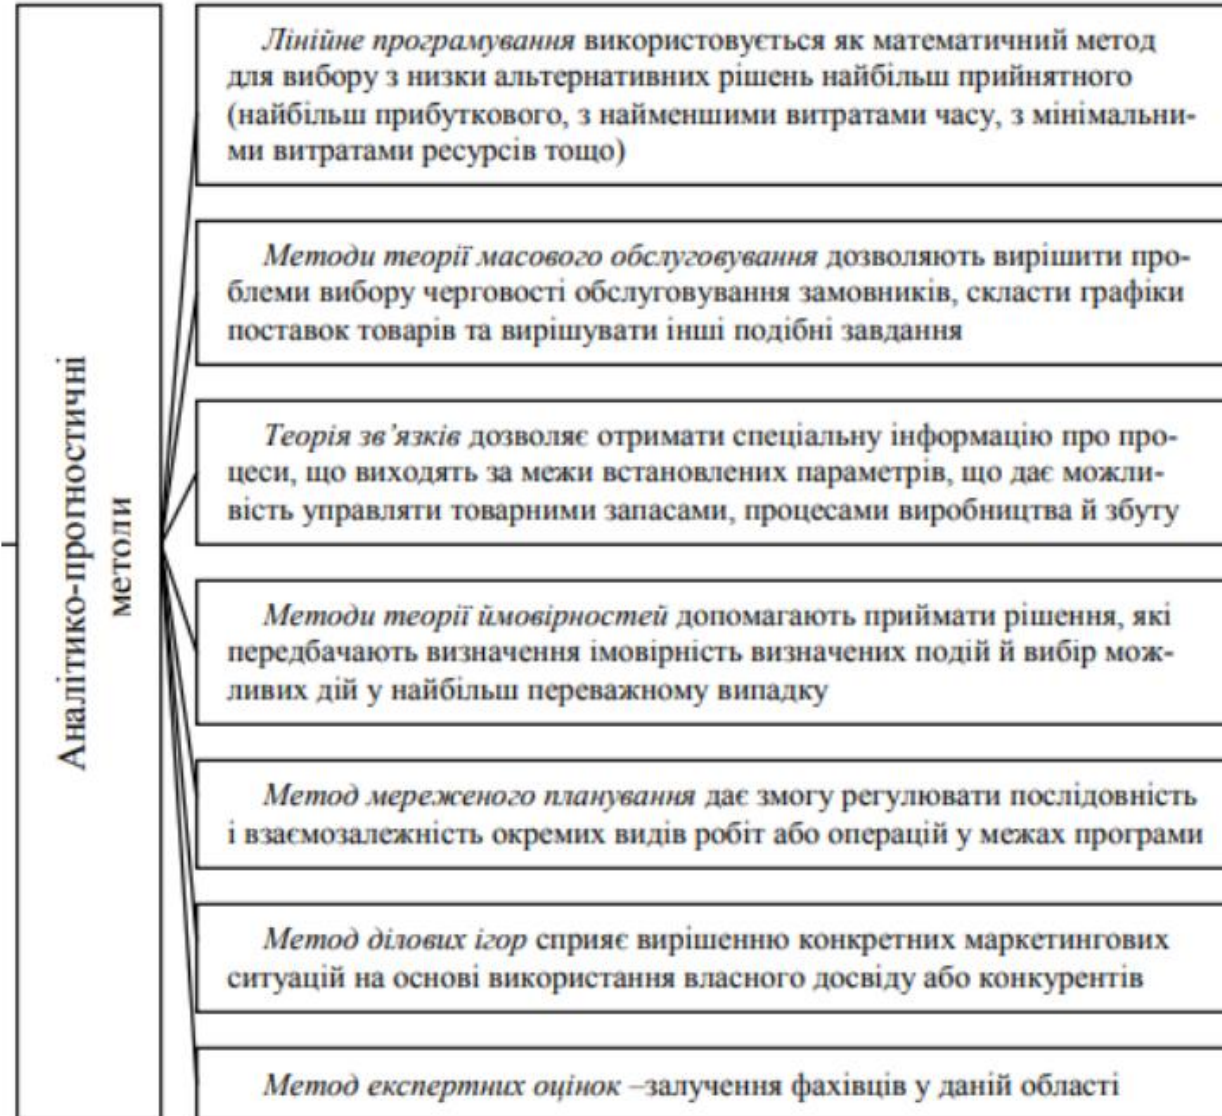 Аналітико-прогностичні
методи
Лінійне програмування використовується як математичний метод
для вибору з низки альтернативних рішень найбільш прийнятного
(найбільш прибуткового, з найменшими витратами часу, з мінімальни-
ми витратами ресурсів тощо)
Методи теорії масового обслуговування дозволяють вирішити про-
блеми вибору черговості обслуговування замовників, скласти графіки
поставок товарів та вирішувати інші подібні завдання
Теорія зв’язків дозволяє отримати спеціальну інформацію про про-
цеси, що виходять за межи встановлених параметрів, що дає можли-
вість управляти товарними запасами, процесами виробництва й збуту
Методи теорії ймовірностей допомагають приймати рішення, які
передбачають визначення імовірність визначених подій й вибір мож-
ливих дій у найбільш переважному випадку
Метод мереженого планування дає змогу регулювати послідовність
і взаємозалежність окремих видів робіт або операцій у межах програми
Метод ділових ігор сприяє вирішенню конкретних маркетингових
ситуацій на основі використання власного досвіду або конкурентів
Метод експертних оцінок –залучення фахівців у даній області